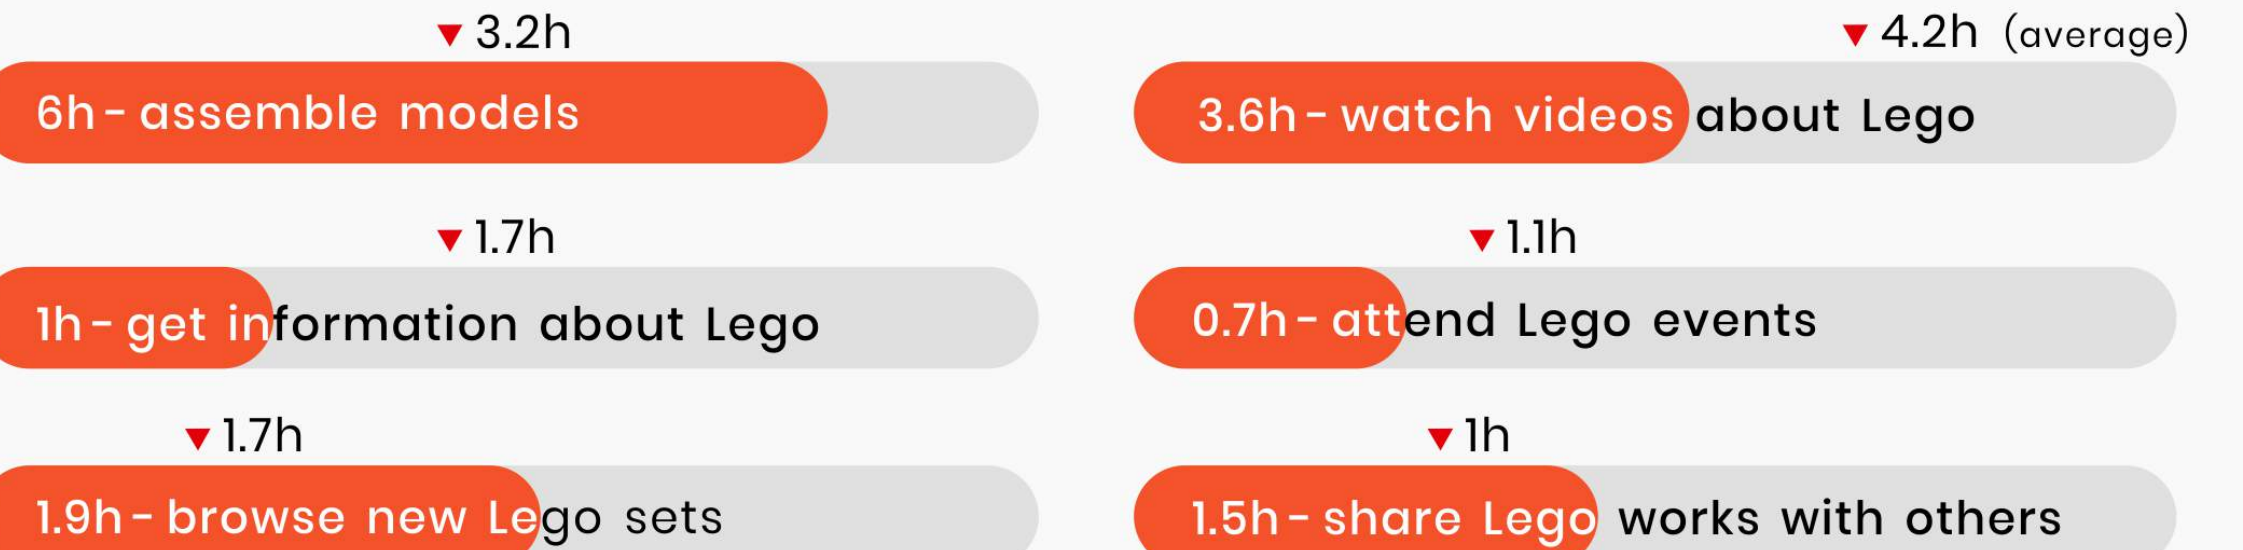 ▼ 3.2h
6h - assemble models
▼ 4.2h (average)
3.6h - watch videos about Lego
▼ 1.7h
1h - get information about Lego
▼ 1.1h
0.7h - attend Lego events
▼ 1.7h
1.9h - browse new Lego sets
▼ 1h
1.5h - share Lego works with others